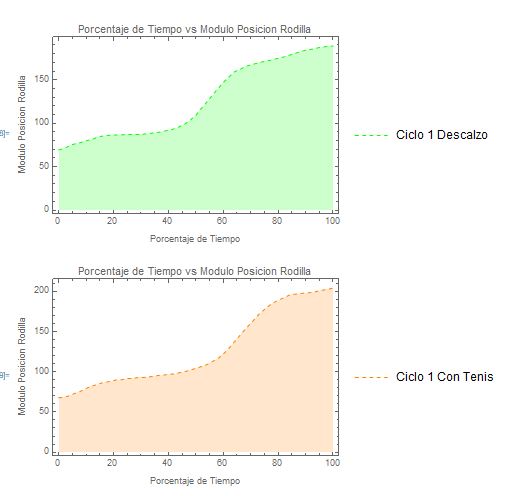 Porcentaje de Tiempo vs Modulo Posicion Rodilla
150
100
50
0
Modulo Posicion Rodilla
0 20 40 60 80 100
Porcentaje de Tiempo
Ciclo 1 Descalzo
Porcentaje de Tiempo vs Modulo Posicion Rodilla
200
150
100
50
0
Modulo Posicion Rodilla
0 20 40 60 80 100
Porcentaje de Tiempo
Ciclo 1 Con Tenis